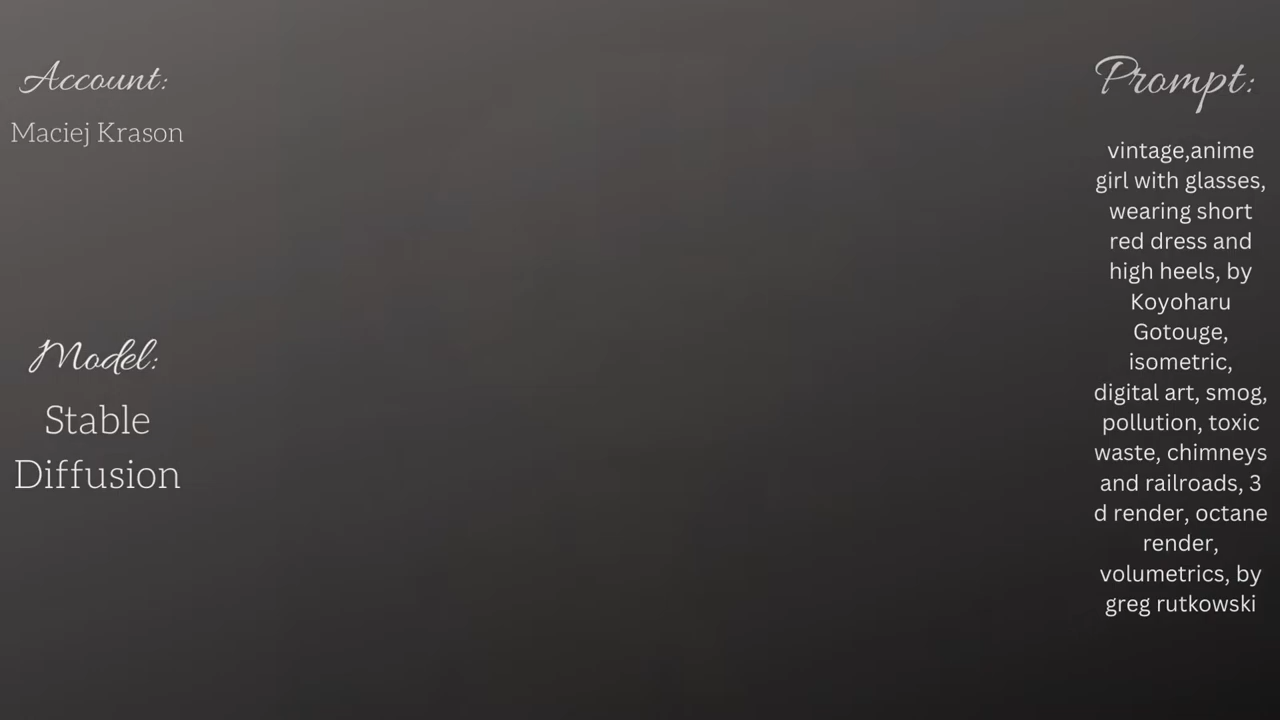 Account:
Maciej Krason
Model:
Stable
Diffusion
Prompt:
vintage,anime
girl with glasses,
wearing short
red dress and
high heels, by
Koyoharu
Gotouge,
isometric,
digital art, smog,
pollution, toxic
waste, chimneys
and railroads, 3
d render, octane
render,
volumetrics, by
greg rutkowski